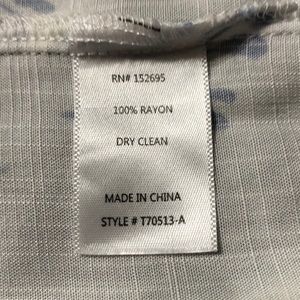 RN# 152695
100% RAYON
DRY CLEAN
MADE IN CHINA
STYLE # T70513-A